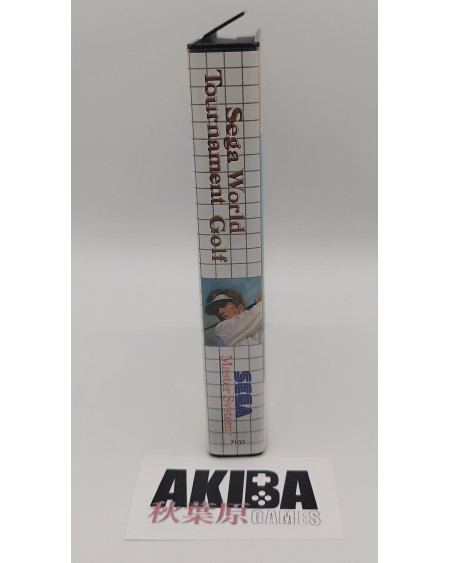 Sega World
Tournament Golf
SEGA
Master System
7103
AKIBA
秋葉原 GAMES